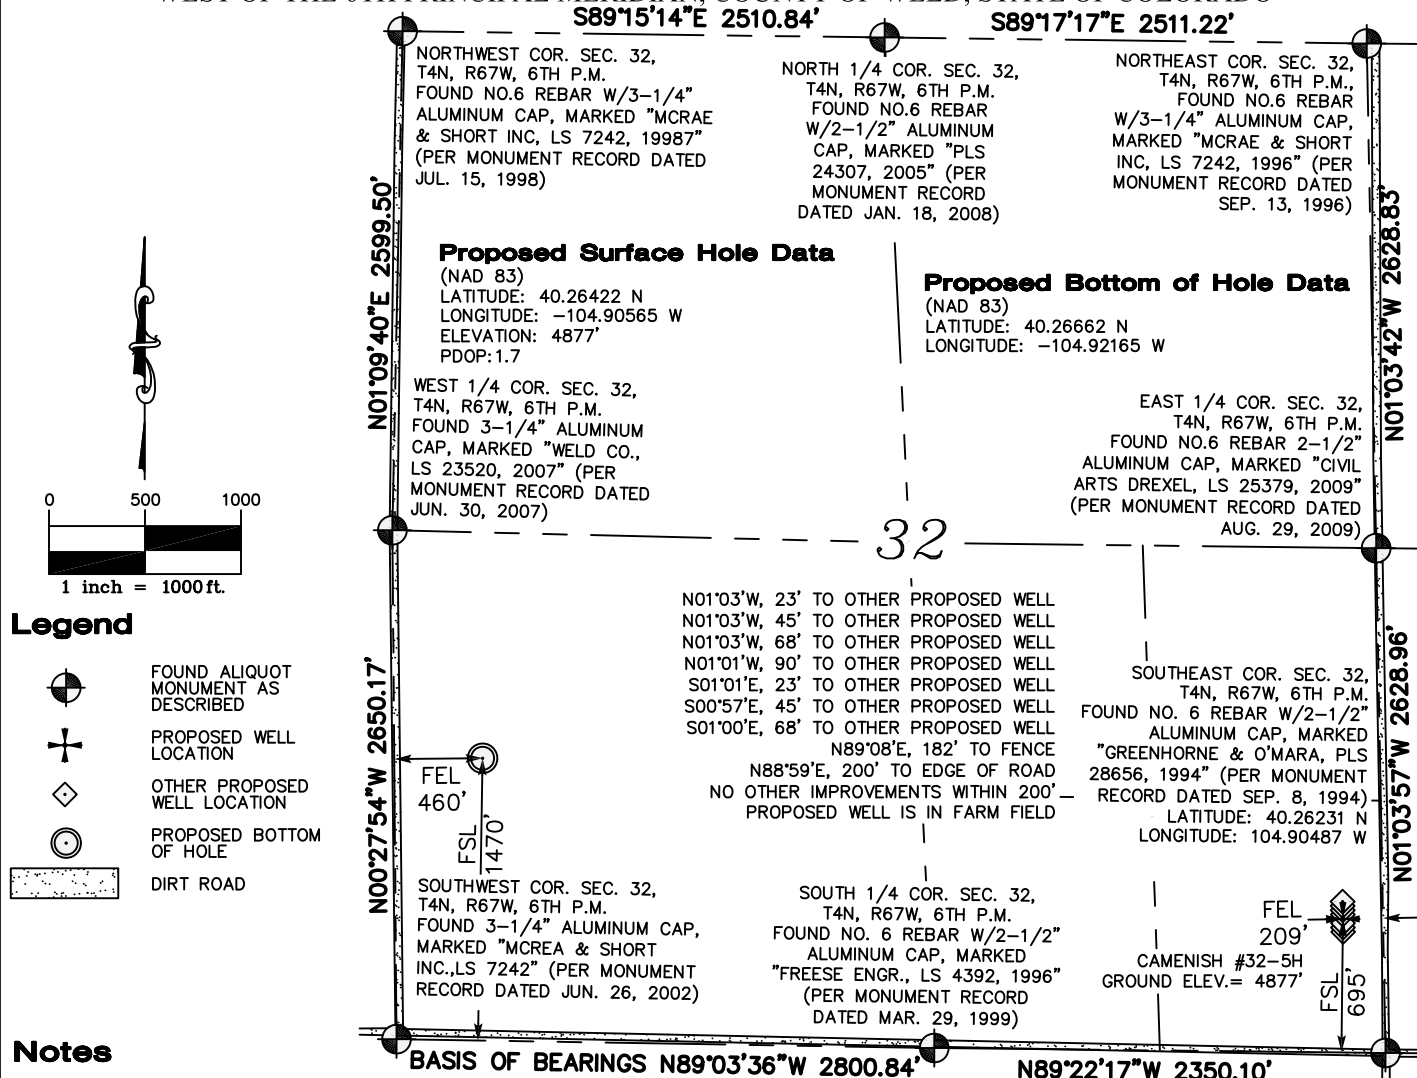 WEST OF THE 6TH PRINCIPAL MERIDIAN, COUNTY OF WELD, STATE OF COLORADO
S89°15'14"E 2510.84'
S89°17'17"E 2511.22'
NORTHWEST COR. SEC. 32,
T4N, R67W, 6TH P.M.
FOUND NO.6 REBAR W/3-1/4"
ALUMINUM CAP, MARKED "MCRAE
& SHORT INC, LS 7242, 19987"
(PER MONUMENT RECORD DATED
JUL. 15, 1998)
NORTH 1/4 COR. SEC. 32,
T4N, R67W, 6TH P.M.
FOUND NO.6 REBAR
W/2-1/2" ALUMINUM
CAP, MARKED "PLS
24307, 2005" (PER
MONUMENT RECORD
DATED JAN. 18, 2008)
NORTHEAST COR. SEC. 32,
T4N, R67W, 6TH P.M.,
FOUND NO.6 REBAR
W/3-1/4" ALUMINUM CAP,
MARKED "MCRAE & SHORT
INC, LS 7242, 1996" (PER
MONUMENT RECORD DATED
SEP. 13, 1996)
N01°09'40"E 2599.50'
N01°03'42"W 2628.83'
Proposed Surface Hole Data
(NAD 83)
LATITUDE: 40.26422 N
LONGITUDE: -104.90565 W
ELEVATION: 4877'
PDOP:1.7
Proposed Bottom of Hole Data
(NAD 83)
LATITUDE: 40.26662 N
LONGITUDE: -104.92165 W
WEST 1/4 COR. SEC. 32,
T4N, R67W, 6TH P.M.
FOUND 3-1/4" ALUMINUM
CAP, MARKED "WELD CO.,
LS 23520, 2007" (PER
MONUMENT RECORD DATED
JUN. 30, 2007)
EAST 1/4 COR. SEC. 32,
T4N, R67W, 6TH P.M.
FOUND NO.6 REBAR 2-1/2"
ALUMINUM CAP, MARKED "CIVIL
ARTS DREXEL, LS 25379, 2009"
(PER MONUMENT RECORD DATED
AUG. 29, 2009)
0 500 1000
1 inch = 1000 ft.
32
Legend
FOUND ALIQUOT
MONUMENT AS
DESCRIBED
PROPOSED WELL
LOCATION
OTHER PROPOSED
WELL LOCATION
PROPOSED BOTTOM
OF HOLE
DIRT ROAD
N00°27'54"W 2650.17'
N01°03'57"W 2628.96'
N01°03'W, 23' TO OTHER PROPOSED WELL
N01°03'W, 45' TO OTHER PROPOSED WELL
N01°03'W, 68' TO OTHER PROPOSED WELL
N01°01'W, 90' TO OTHER PROPOSED WELL
S01°01'E, 23' TO OTHER PROPOSED WELL
S00°57'E, 45' TO OTHER PROPOSED WELL
S01°00'E, 68' TO OTHER PROPOSED WELL
N89°08'E, 182' TO FENCE
N88°59'E, 200' TO EDGE OF ROAD
NO OTHER IMPROVEMENTS WITHIN 200'
PROPOSED WELL IS IN FARM FIELD
SOUTHEAST COR. SEC. 32,
T4N, R67W, 6TH P.M.
FOUND NO. 6 REBAR W/2-1/2"
ALUMINUM CAP, MARKED
"GREENHORNE & O'MARA, PLS
28656, 1994" (PER MONUMENT
RECORD DATED SEP. 8, 1994)
LATITUDE: 40.26231 N
LONGITUDE: 104.90487 W
FEL
460'
FSL
1470'
SOUTHWEST COR. SEC. 32,
T4N, R67W, 6TH P.M.
FOUND 3-1/4" ALUMINUM CAP,
MARKED "MCREA & SHORT
INC.,LS 7242" (PER MONUMENT
RECORD DATED JUN. 26, 2002)
SOUTH 1/4 COR. SEC. 32,
T4N, R67W, 6TH P.M.
FOUND NO. 6 REBAR W/2-1/2"
ALUMINUM CAP, MARKED
"FREESE ENGR., LS 4392, 1996"
(PER MONUMENT RECORD
DATED MAR. 29, 1999)
FEL
209'
CAMENISH #32-5H
GROUND ELEV.= 4877'
FSL
695'
Notes
BASIS OF BEARINGS N89°03'36"W 2800.84'
N89°22'17"W 2350.10'